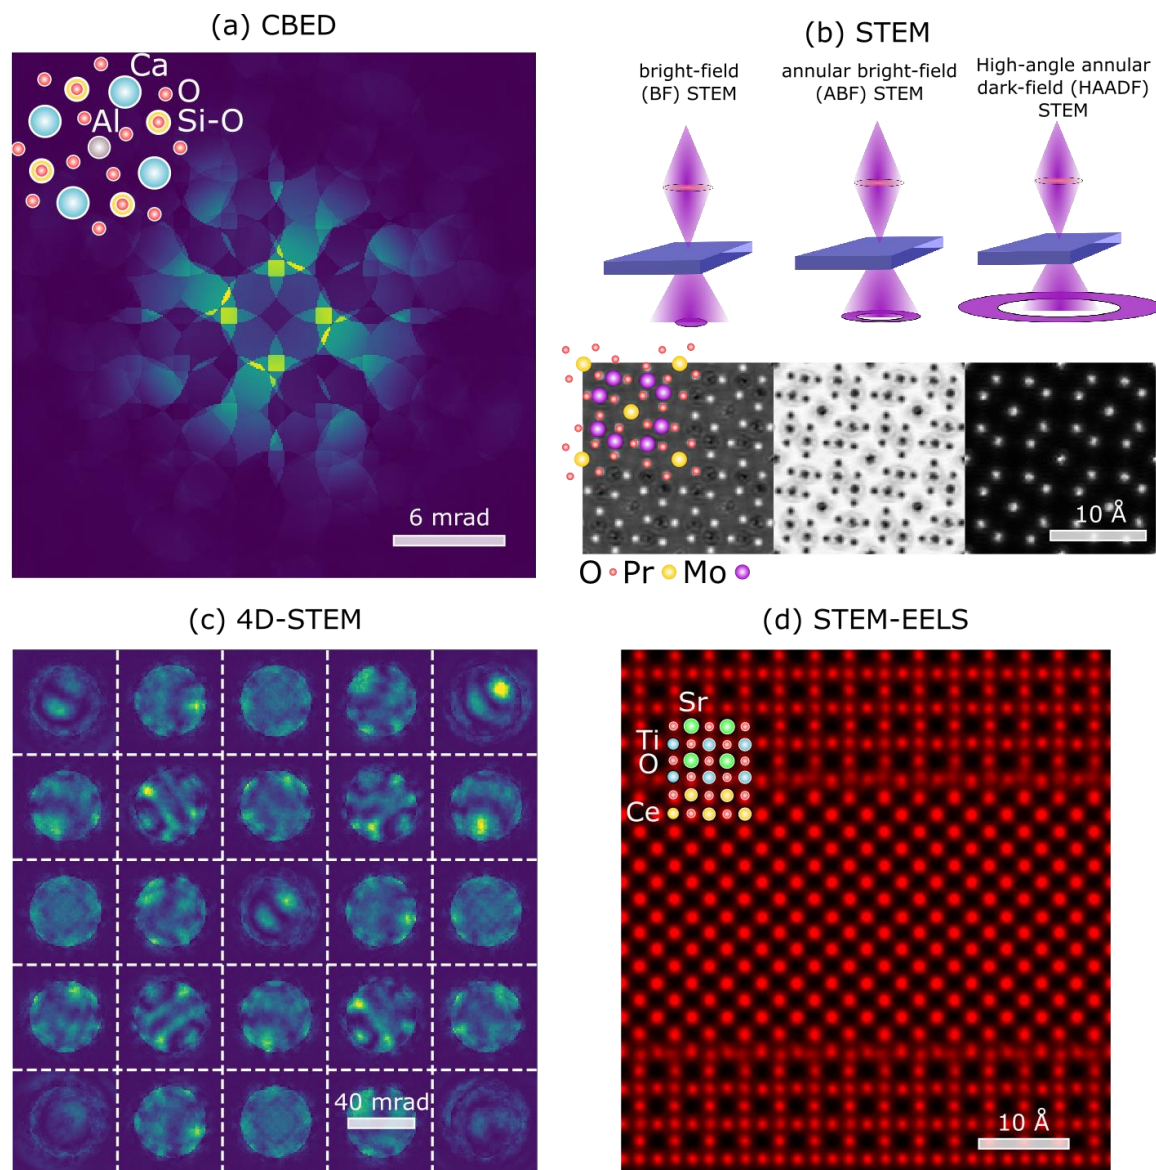 (a) CBED
Ca
O
Al
Si-O
6 mrad
(b) STEM
bright-field
(BF) STEM
annular bright-field
(ABF) STEM
High-angle annular
dark-field (HAADF)
STEM
10 Å
O Pr Mo
(c) 4D-STEM
40 mrad
(d) STEM-EELS
Sr
Ti
O
Ce
10 Å